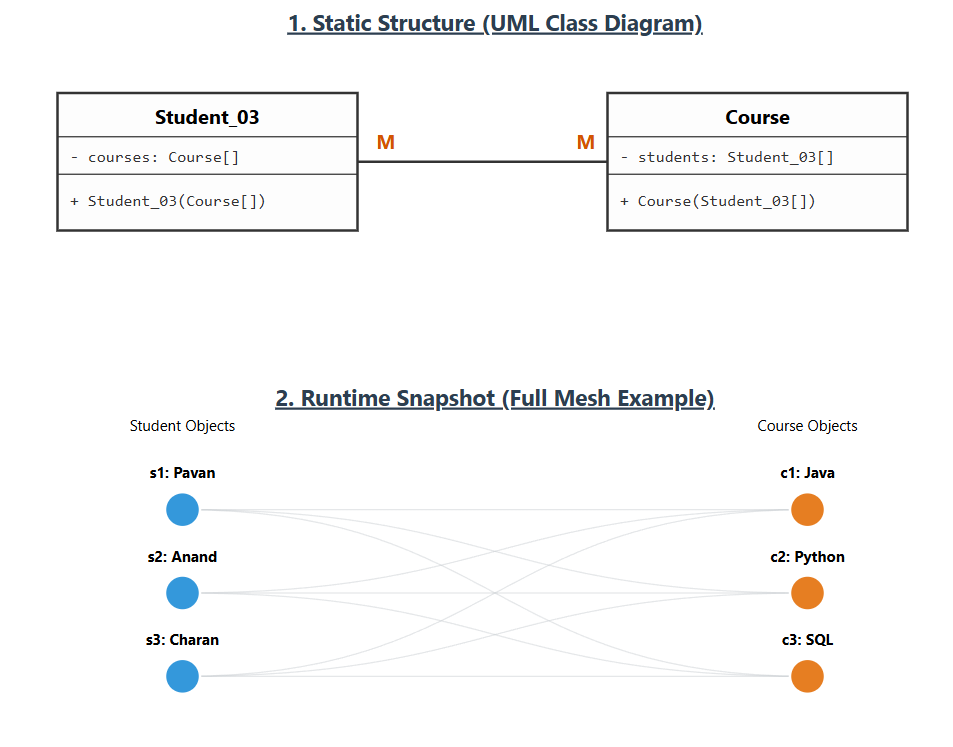 1. Static Structure (UML Class Diagram)
Student_03
Course
M
M
- courses: Course[]
- students: Student_03[]
+ Student_03(Course[])
+ Course(Student_03[])
2. Runtime Snapshot (Full Mesh Example)
Student Objects
Course Objects
s1: Pavan
c1: Java
s2: Anand
c2: Python
s3: Charan
c3: SQL